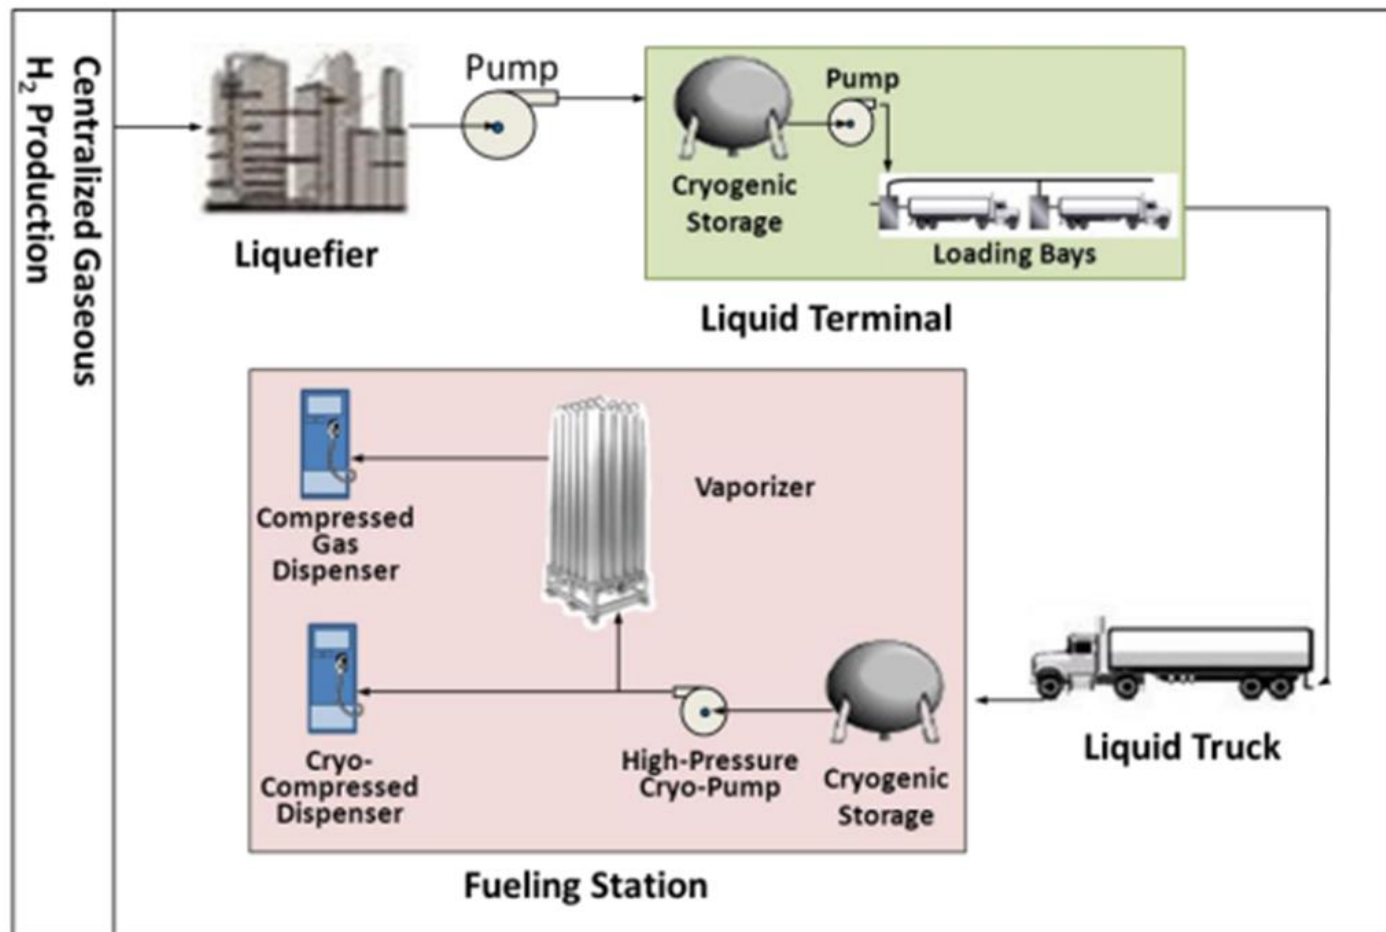 Centralized Gaseous
H₂ Production
Pump
Liquefier
Pump
Cryogenic
Storage
Loading Bays
Liquid Terminal
Compressed
Gas
Dispenser
Vaporizer
Cryo-
Compressed
Dispenser
High-Pressure
Cryo-Pump
Cryogenic
Storage
Liquid Truck
Fueling Station